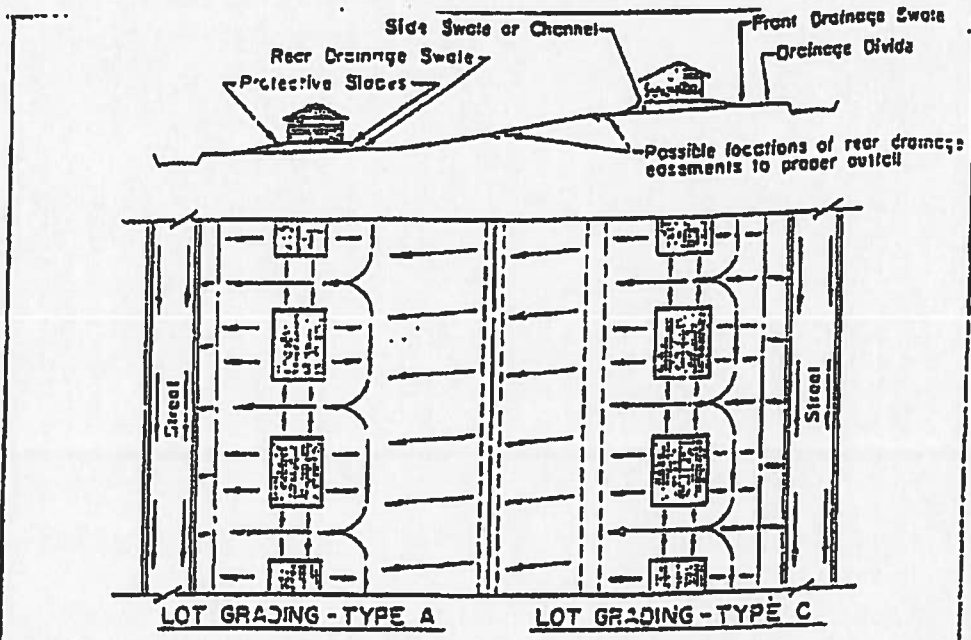 Side Swale or Channel
Front Drainage Swale
Drainage Divide
Rear Drainage Swale
Protective Slopes
Possible locations of rear drainage
easements to proper outfall
Street
Street
LOT GRADING - TYPE A
LOT GRADING - TYPE C